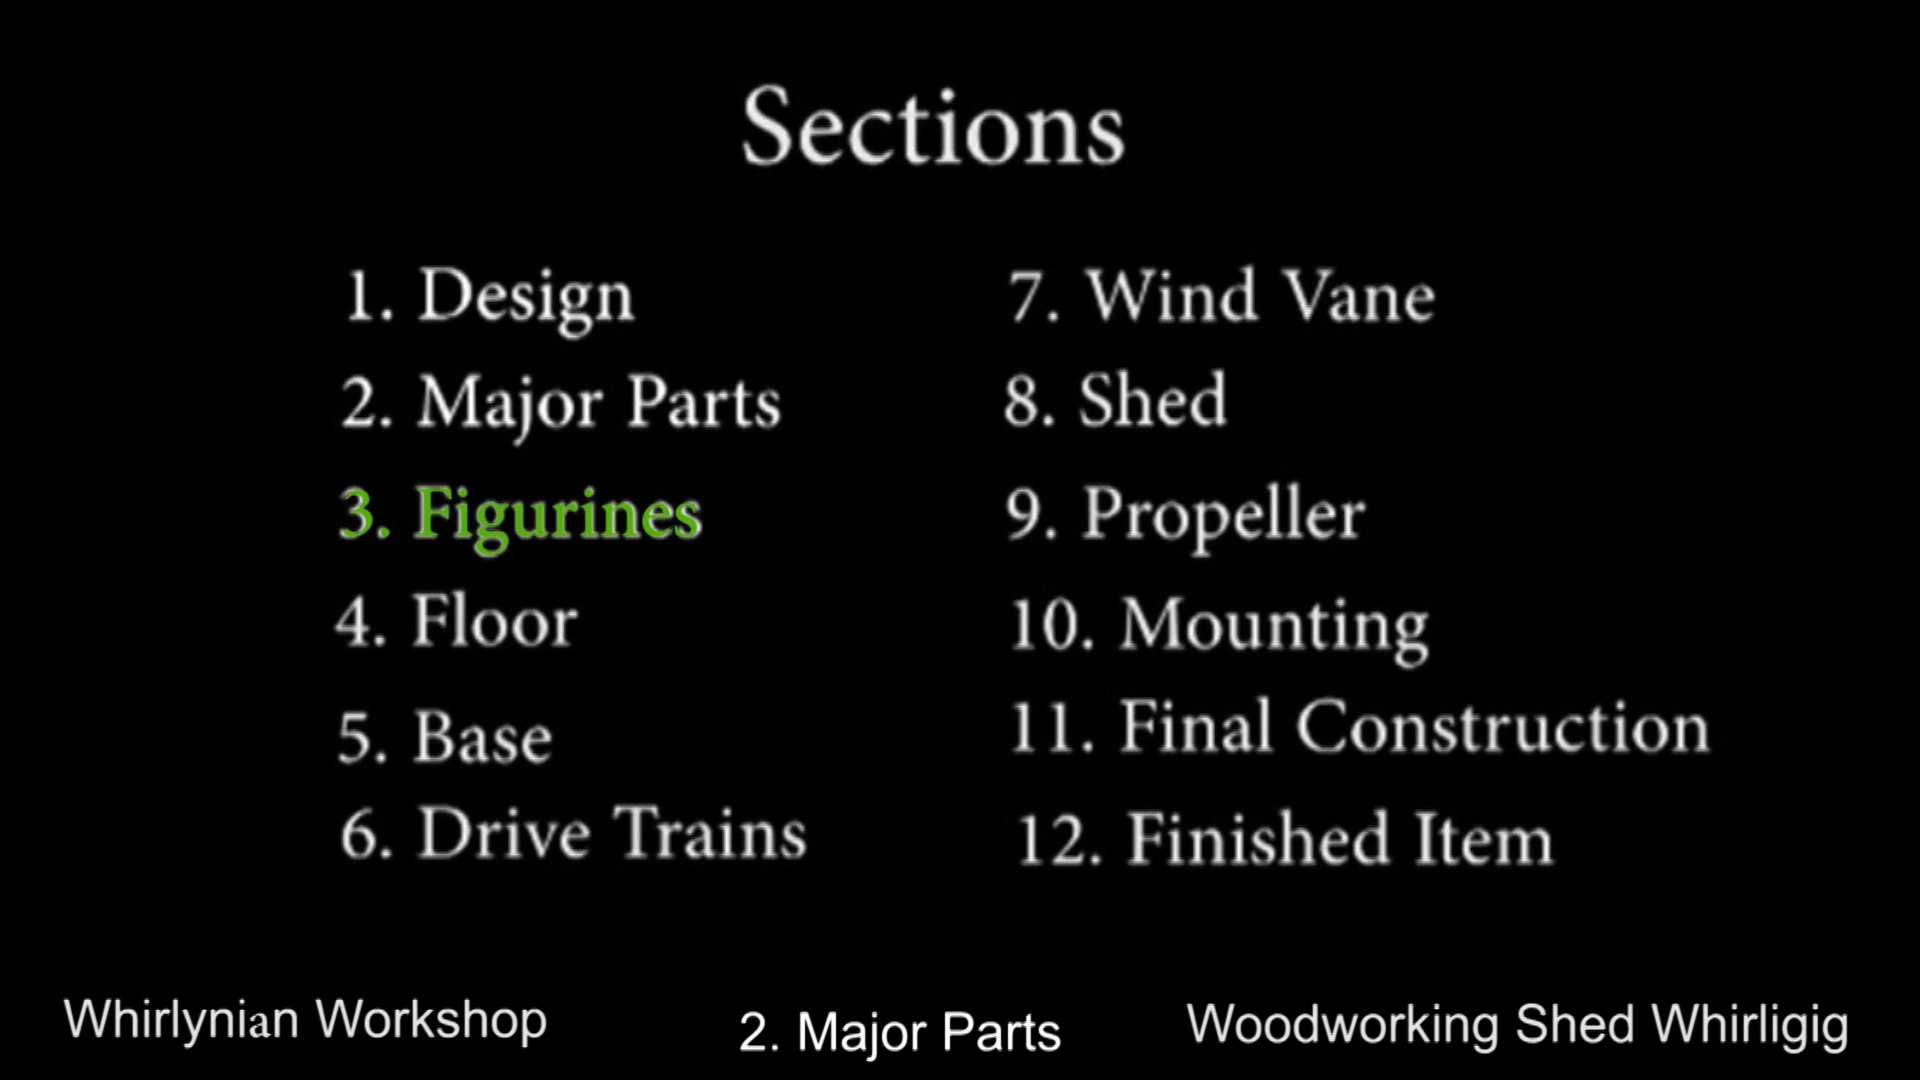 Sections
1. Design
2. Major Parts
3. Figurines
4. Floor
5. Base
6. Drive Trains
7. Wind Vane
8. Shed
9. Propeller
10. Mounting
11. Final Construction
12. Finished Item
Whirlynian Workshop
2. Major Parts
Woodworking Shed Whirligig